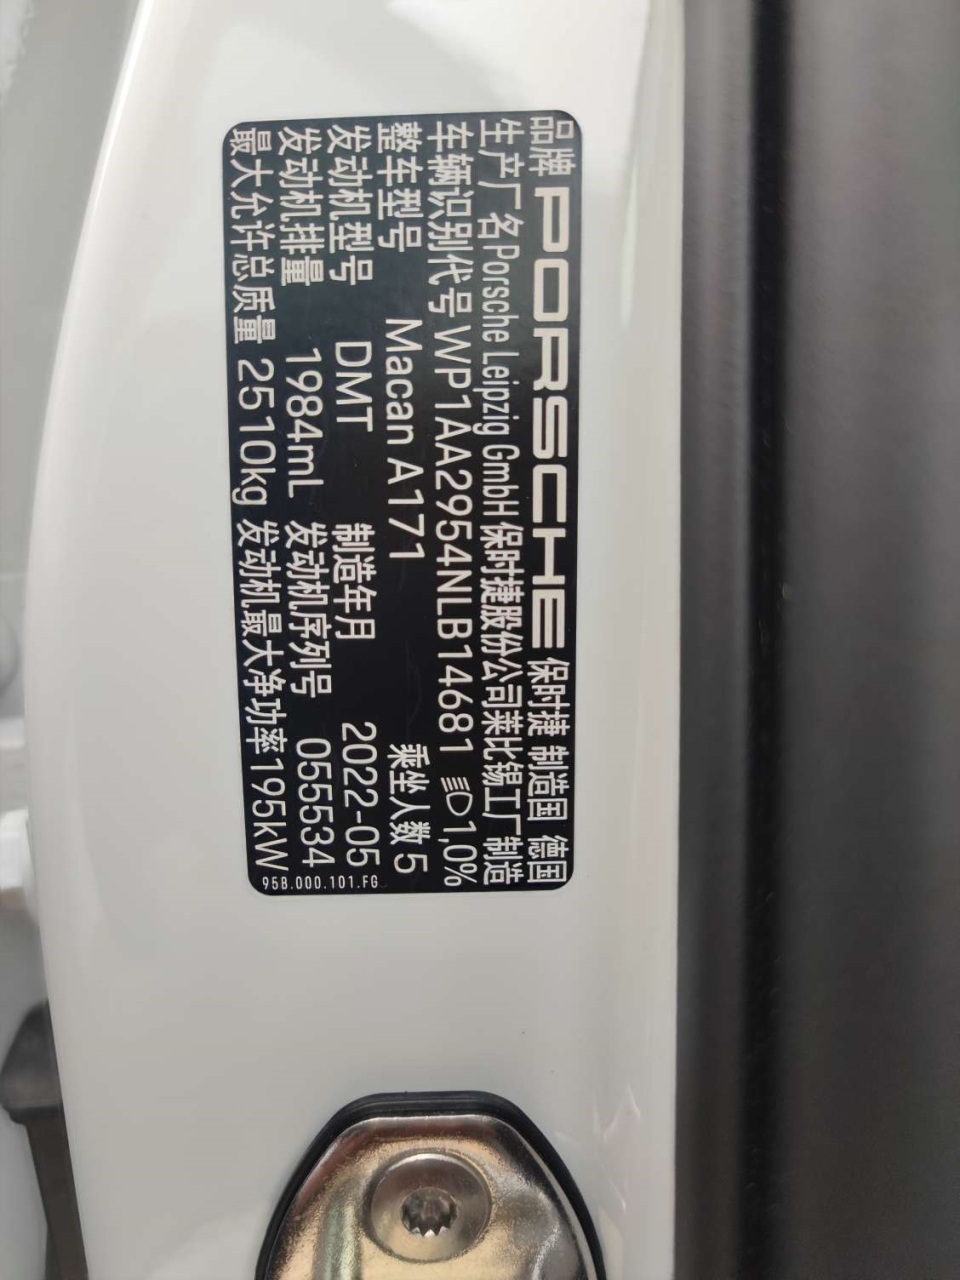 品牌 PORSCHE 保时捷 制造国 德国
生产厂名 Porsche Leipzig GmbH 保时捷股份公司莱比锡工厂制造
车辆识别代号 WP1AA2954NLB14681 1,0%
整车型号 Macan A171 乘坐人数 5
发动机型号 DMT 制造年月 2022-05
发动机排量 1984mL 发动机序列号 055534
最大允许总质量 2510kg 发动机最大净功率 195kW
95B.000.101.FG